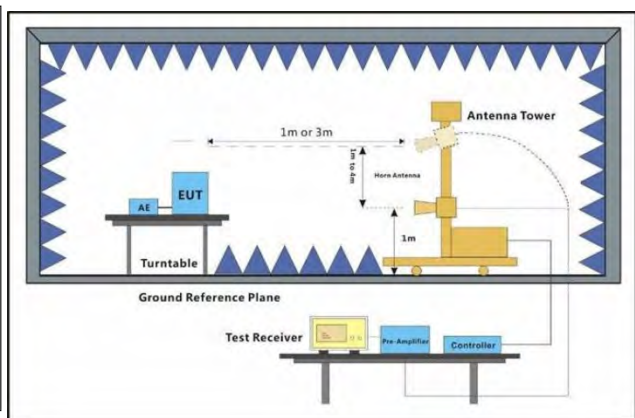 Antenna Tower
1m or 3m
1m to 4m
Horn Antenna
EUT
AE
1m
Turntable
Ground Reference Plane
Test Receiver
Pre-Amplifier
Controller